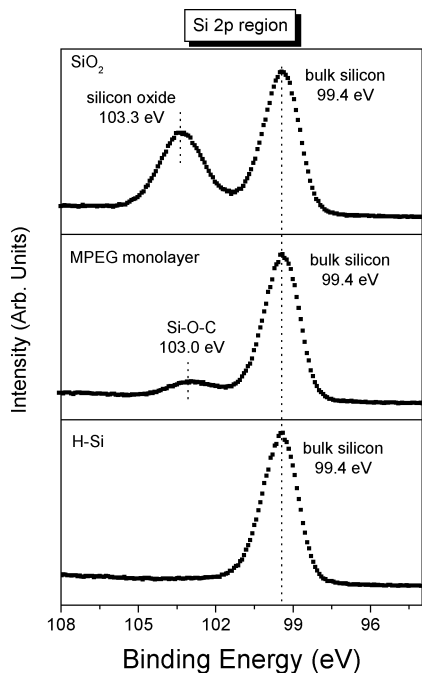 Si 2p region
SiO₂
silicon oxide
103.3 eV
bulk silicon
99.4 eV
MPEG monolayer
bulk silicon
99.4 eV
Si-O-C
103.0 eV
H-Si
bulk silicon
99.4 eV
Intensity (Arb. Units)
108 105 102 99 96
Binding Energy (eV)